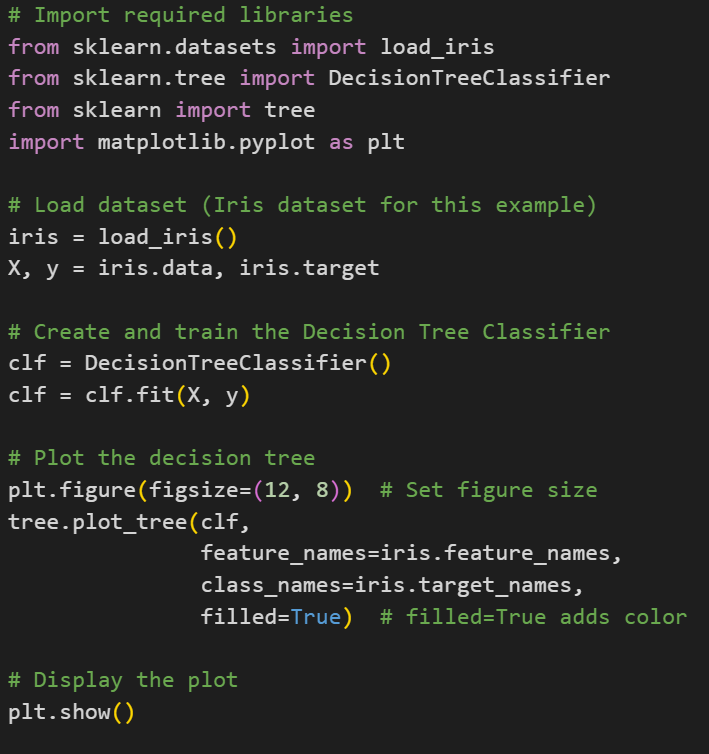 # Import required libraries
from sklearn.datasets import load_iris
from sklearn.tree import DecisionTreeClassifier
from sklearn import tree
import matplotlib.pyplot as plt

# Load dataset (Iris dataset for this example)
iris = load_iris()
X, y = iris.data, iris.target

# Create and train the Decision Tree Classifier
clf = DecisionTreeClassifier()
clf = clf.fit(X, y)

# Plot the decision tree
plt.figure(figsize=(12, 8))  # Set figure size
tree.plot_tree(clf,
               feature_names=iris.feature_names,
               class_names=iris.target_names,
               filled=True)  # filled=True adds color

# Display the plot
plt.show()